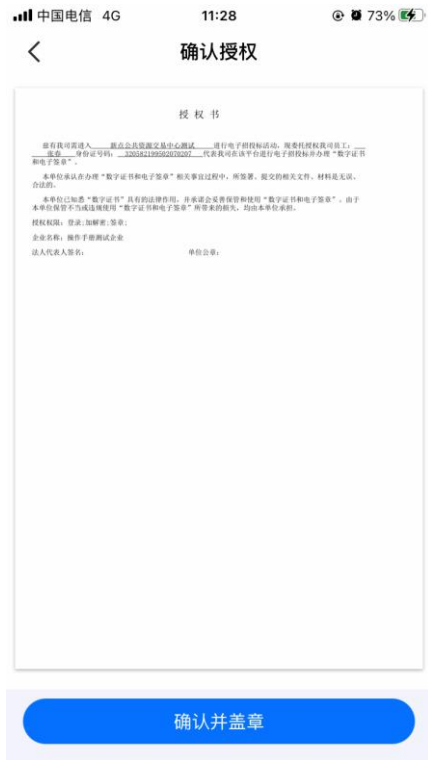 中国电信 4G 11:28 73%
确认授权
授 权 书
兹有我司需进入 新点公共资源交易中心测试 进行电子招投标活动,现委托授权我司员工:
张春 身份证号码: 320582199502070207 代表我司在该平台进行电子招投标并办理“数字证书
和电子签章”。
本单位承认在办理“数字证书和电子签章”相关事宜过程中,所签署、提交的相关文件、材料是无误、
合法的。
本单位已知悉“数字证书”具有的法律作用,并承诺会妥善保管和使用“数字证书和电子签章”。由于
本单位保管不当或违规使用“数字证书和电子签章”所带来的损失,均由本单位承担。
授权权限:登录;加解密;签章;
企业名称:操作手册测试企业
法人代表人签名: 单位公章:
确认并盖章